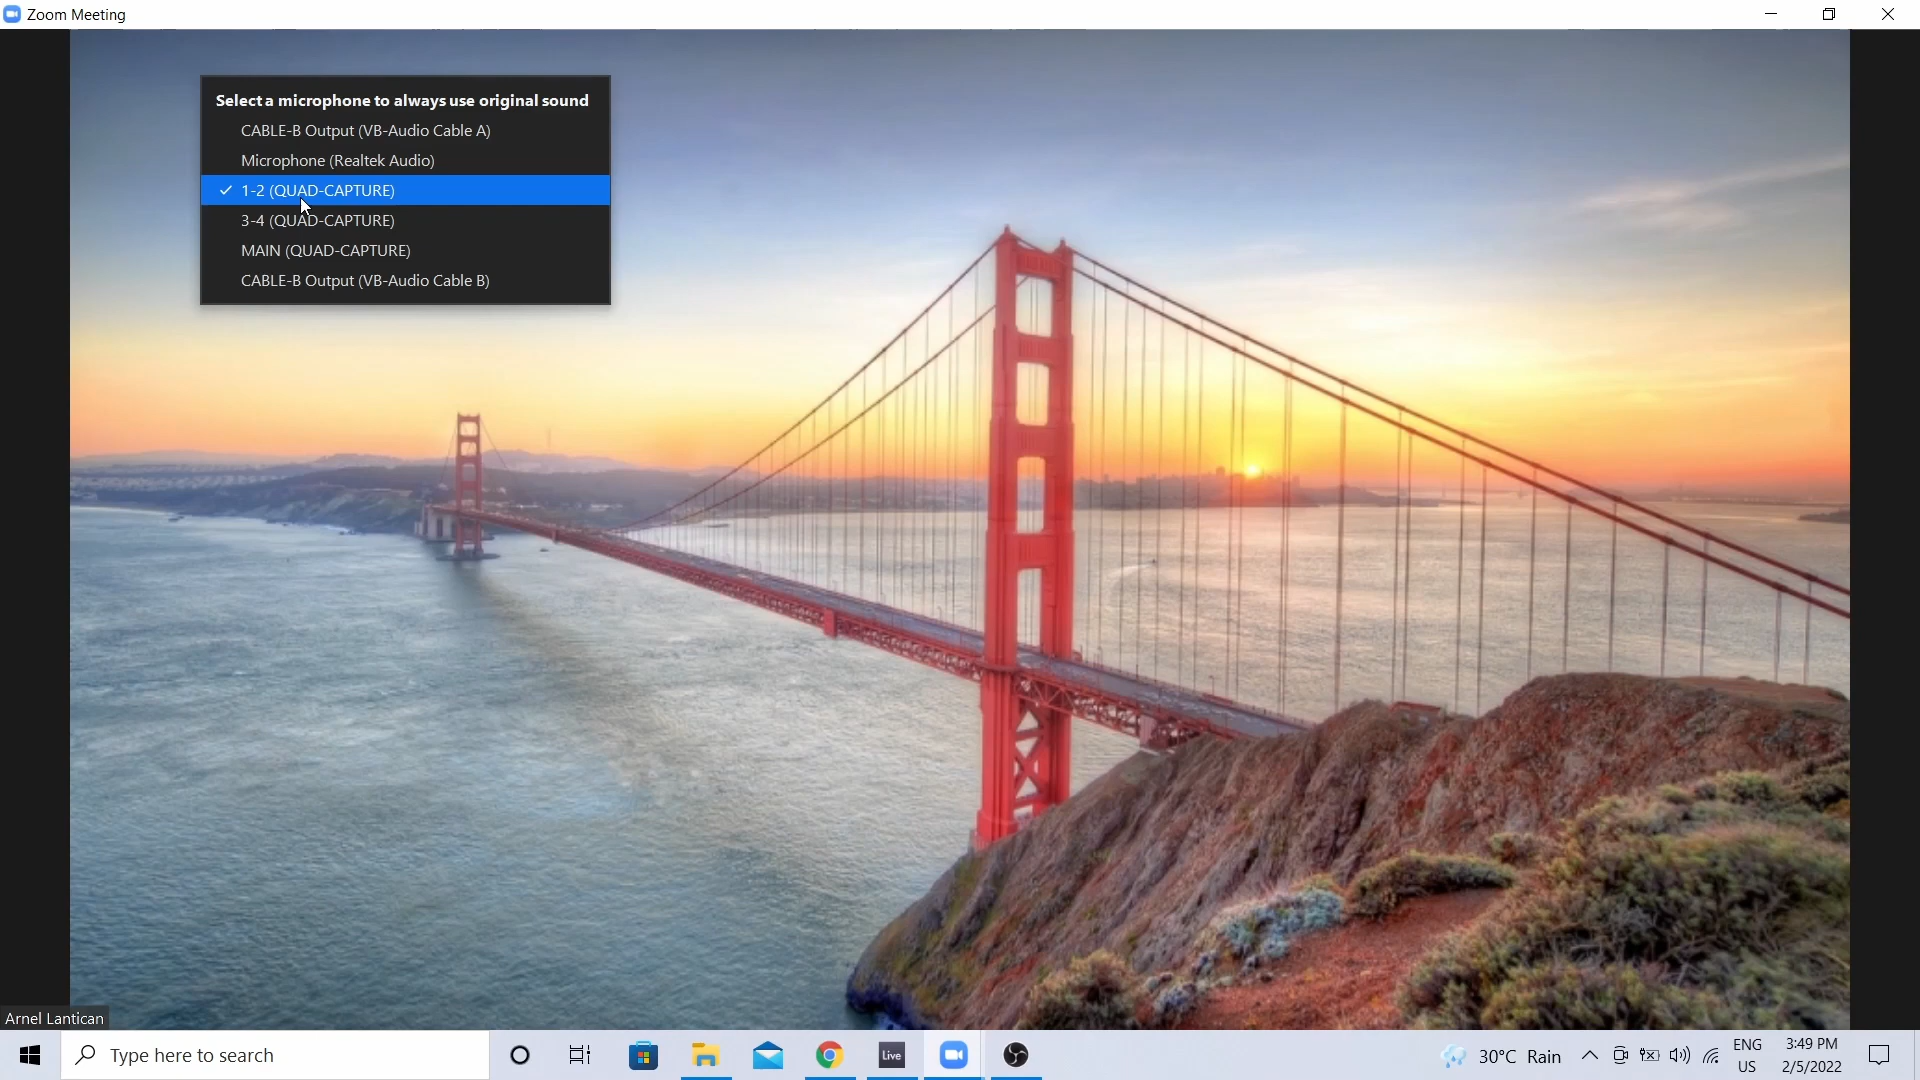 Zoom Meeting
Select a microphone to always use original sound
CABLE-B Output (VB-Audio Cable A)
Microphone (Realtek Audio)
1-2 (QUAD-CAPTURE)
3-4 (QUAD-CAPTURE)
MAIN (QUAD-CAPTURE)
CABLE-B Output (VB-Audio Cable B)
Arnel Lantican
Type here to search
Live
30°C Rain
ENG
US
3:49 PM
2/5/2022